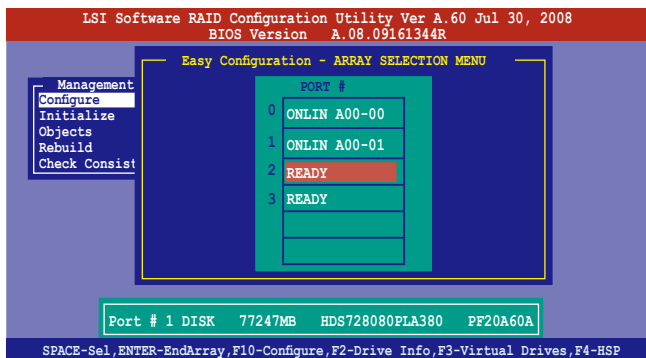 LSI Software RAID Configuration Utility Ver A.60 Jul 30, 2008
BIOS Version A.08.09161344R
Easy Configuration - ARRAY SELECTION MENU
Management
Configure
Initialize
Objects
Rebuild
Check Consist
PORT #
0 ONLIN A00-00
1 ONLIN A00-01
2 READY
3 READY
Port # 1 DISK 77247MB HDS728080PLA380 PF20A60A
SPACE-Sel,ENTER-EndArray,F10-Configure,F2-Drive Info,F3-Virtual Drives,F4-HSP